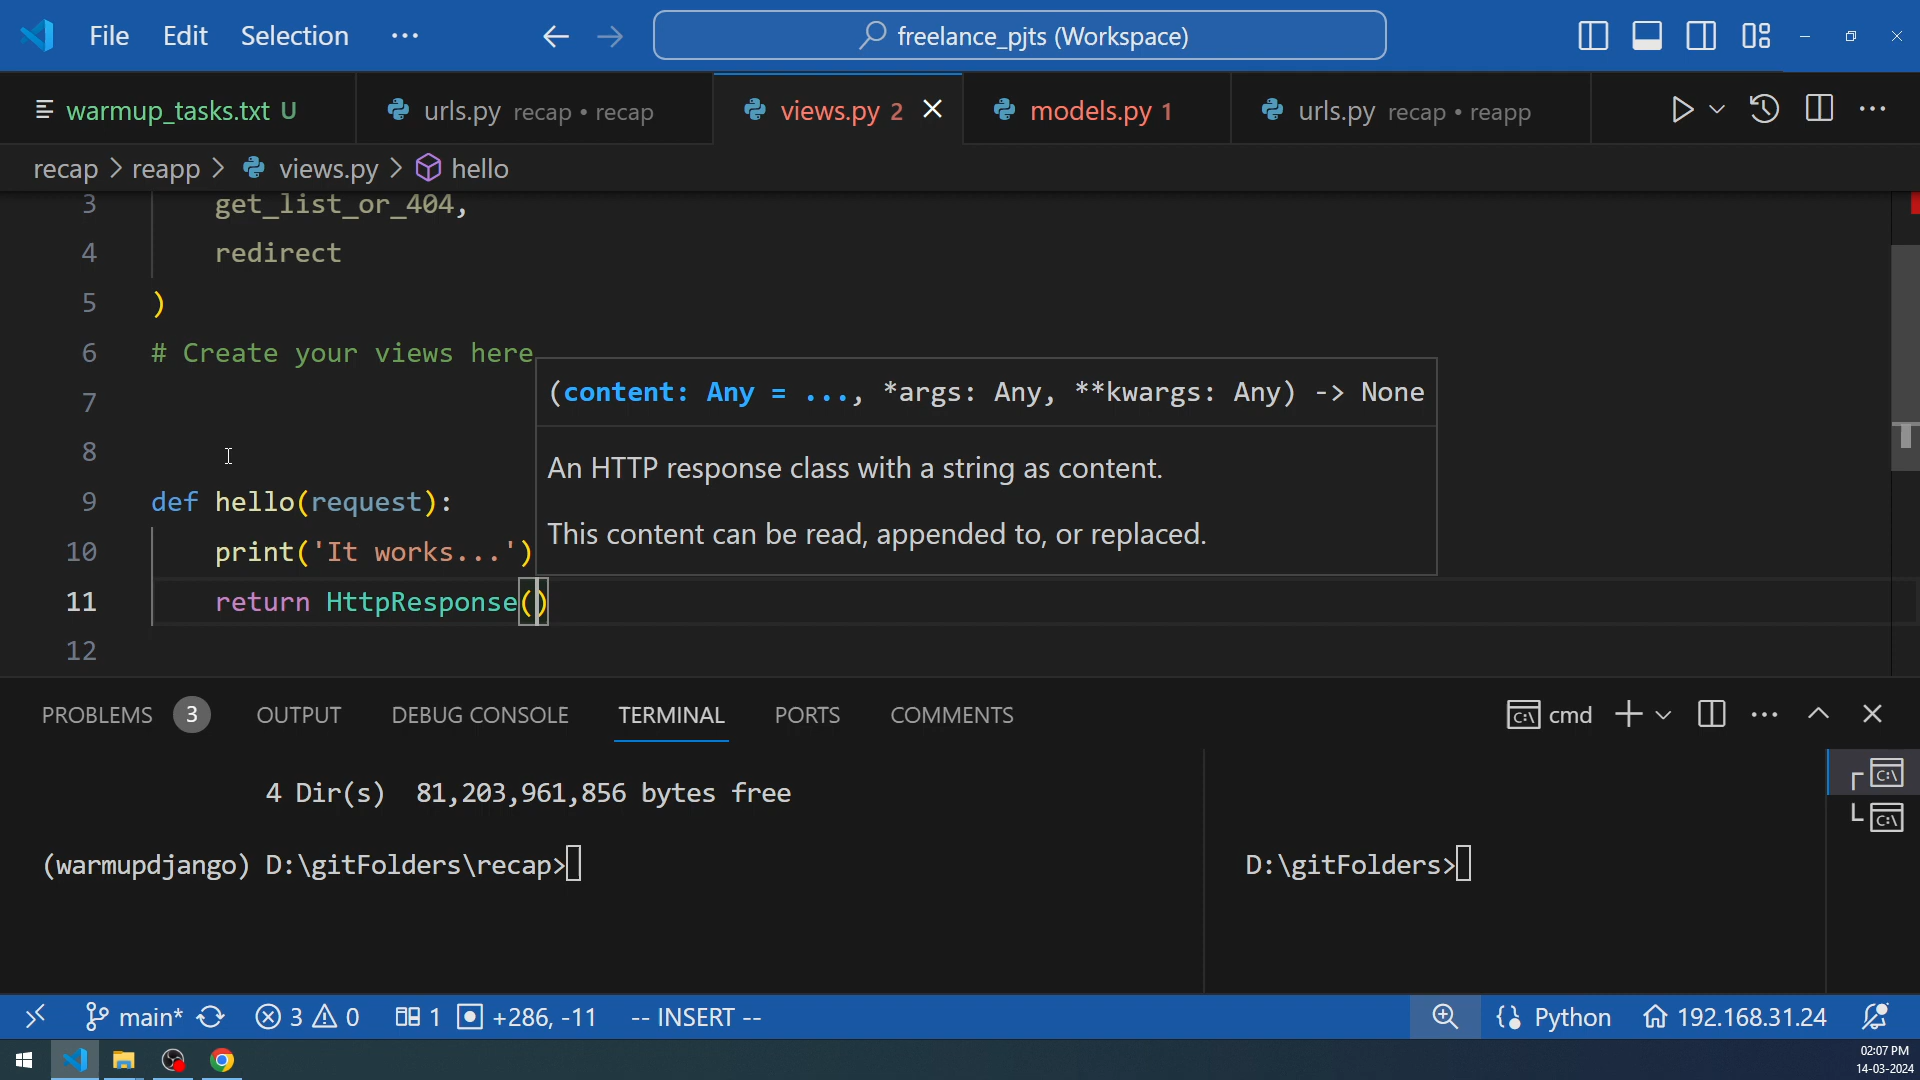 File Edit Selection ··· freelance_pjts (Workspace)
warmup_tasks.txt U urls.py recap • recap views.py 2 models.py 1 urls.py recap • reapp
recap > reapp > views.py > hello
3 get_list_or_404,
4 redirect
5 )
6 # Create your views here
7
8
9 def hello(request):
10 print('It works...')
11 return HttpResponse()
12
(content: Any = ..., *args: Any, **kwargs: Any) -> None
An HTTP response class with a string as content.
This content can be read, appended to, or replaced.
PROBLEMS 3 OUTPUT DEBUG CONSOLE TERMINAL PORTS COMMENTS cmd
4 Dir(s) 81,203,961,856 bytes free
(warmupdjango) D:\gitFolders\recap>
D:\gitFolders>
main* 3 0 1 +286, -11 -- INSERT -- Python 192.168.31.24
02:07 PM
14-03-2024